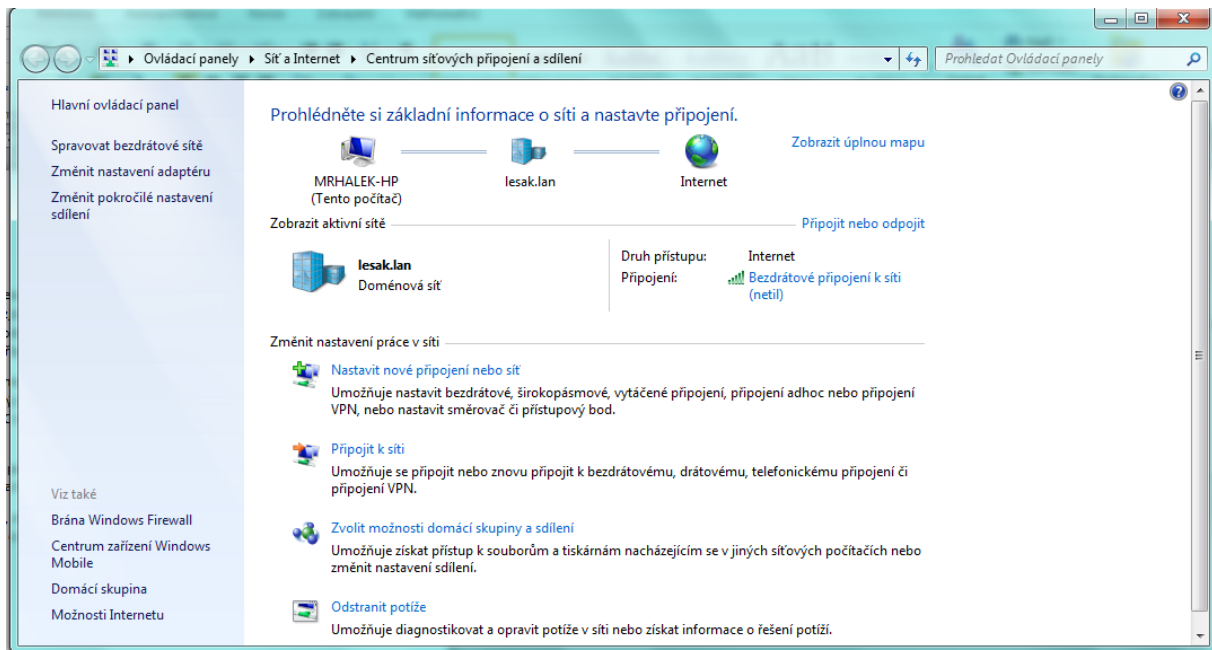 Ovládací panely ▸ Síť a Internet ▸ Centrum síťových připojení a sdílení
Prohledat Ovládací panely
Hlavní ovládací panel
Spravovat bezdrátové sítě
Změnit nastavení adaptéru
Změnit pokročilé nastavení
sdílení
Viz také
Brána Windows Firewall
Centrum zařízení Windows
Mobile
Domácí skupina
Možnosti Internetu
Prohlédněte si základní informace o síti a nastavte připojení.
Zobrazit úplnou mapu
MRHALEK-HP
(Tento počítač)
lesak.lan
Internet
Zobrazit aktivní sítě
Připojit nebo odpojit
lesak.lan
Doménová síť
Druh přístupu: Internet
Připojení: Bezdrátové připojení k síti
(netil)
Změnit nastavení práce v síti
Nastavit nové připojení nebo síť
Umožňuje nastavit bezdrátové, širokopásmové, vytáčené připojení, připojení adhoc nebo připojení
VPN, nebo nastavit směrovač či přístupový bod.
Připojit k síti
Umožňuje se připojit nebo znovu připojit k bezdrátovému, drátovému, telefonickému připojení či
připojení VPN.
Zvolit možnosti domácí skupiny a sdílení
Umožňuje získat přístup k souborům a tiskárnám nacházejícím se v jiných síťových počítačích nebo
změnit nastavení sdílení.
Odstranit potíže
Umožňuje diagnostikovat a opravit potíže v síti nebo získat informace o řešení potíží.